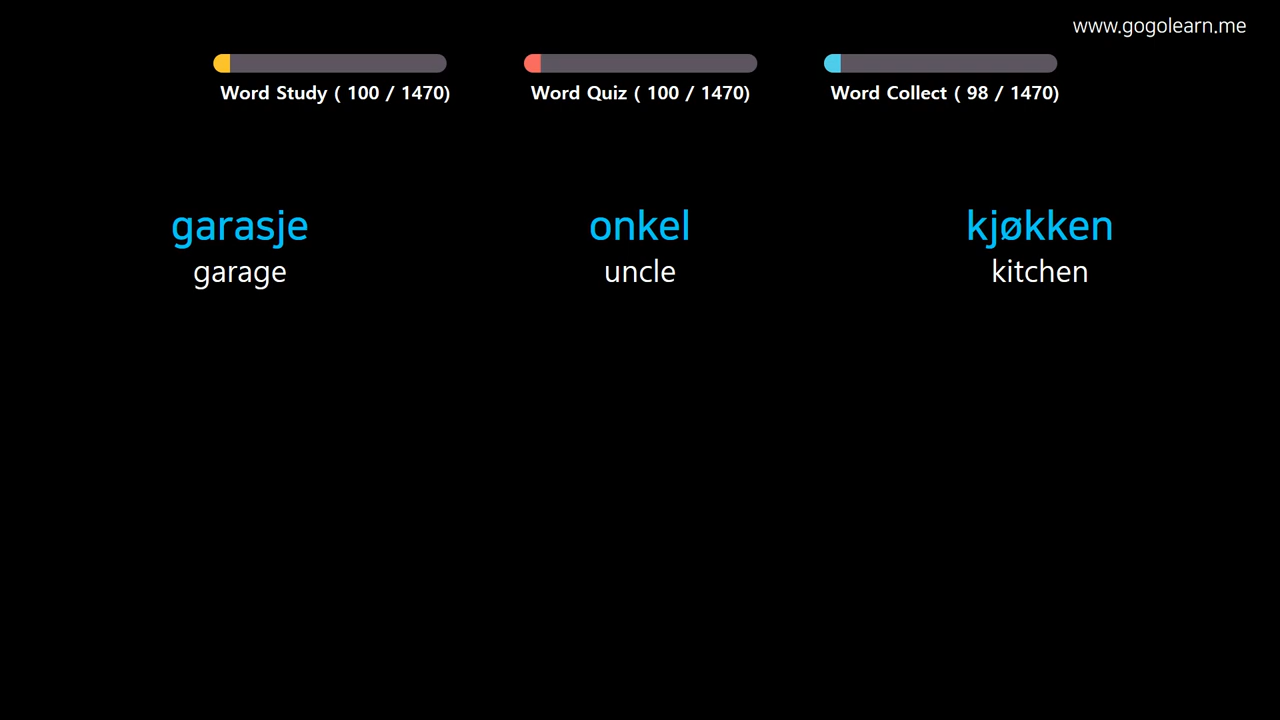 www.gogolearn.me
Word Study ( 100 / 1470)
Word Quiz ( 100 / 1470)
Word Collect ( 98 / 1470)
garasje
garage
onkel
uncle
kjøkken
kitchen